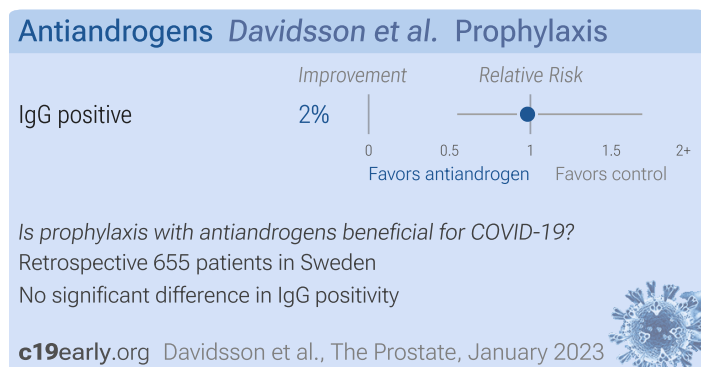 Antiandrogens Davidsson et al. Prophylaxis
Improvement Relative Risk
IgG positive 2%
0 0.5 1 1.5 2+
Favors antiandrogen Favors control
Is prophylaxis with antiandrogens beneficial for COVID-19?
Retrospective 655 patients in Sweden
No significant difference in IgG positivity
c19early.org Davidsson et al., The Prostate, January 2023